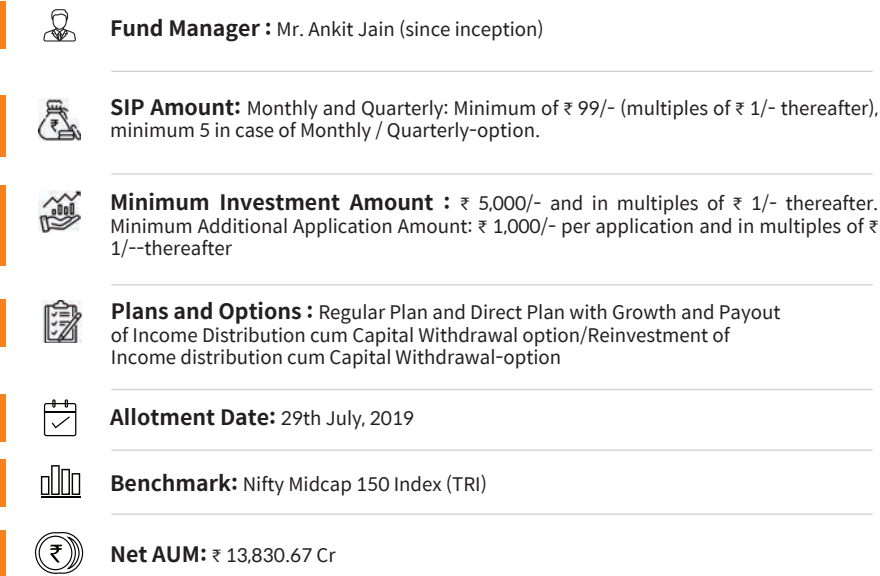 Fund Manager : Mr. Ankit Jain (since inception)
SIP Amount: Monthly and Quarterly: Minimum of ₹ 99/- (multiples of ₹ 1/- thereafter),
minimum 5 in case of Monthly / Quarterly-option.
Minimum Investment Amount : ₹ 5,000/- and in multiples of ₹ 1/- thereafter.
Minimum Additional Application Amount: ₹ 1,000/- per application and in multiples of ₹
1/--thereafter
Plans and Options : Regular Plan and Direct Plan with Growth and Payout
of Income Distribution cum Capital Withdrawal option/Reinvestment of
Income distribution cum Capital Withdrawal-option
Allotment Date: 29th July, 2019
Benchmark: Nifty Midcap 150 Index (TRI)
Net AUM: ₹ 13,830.67 Cr